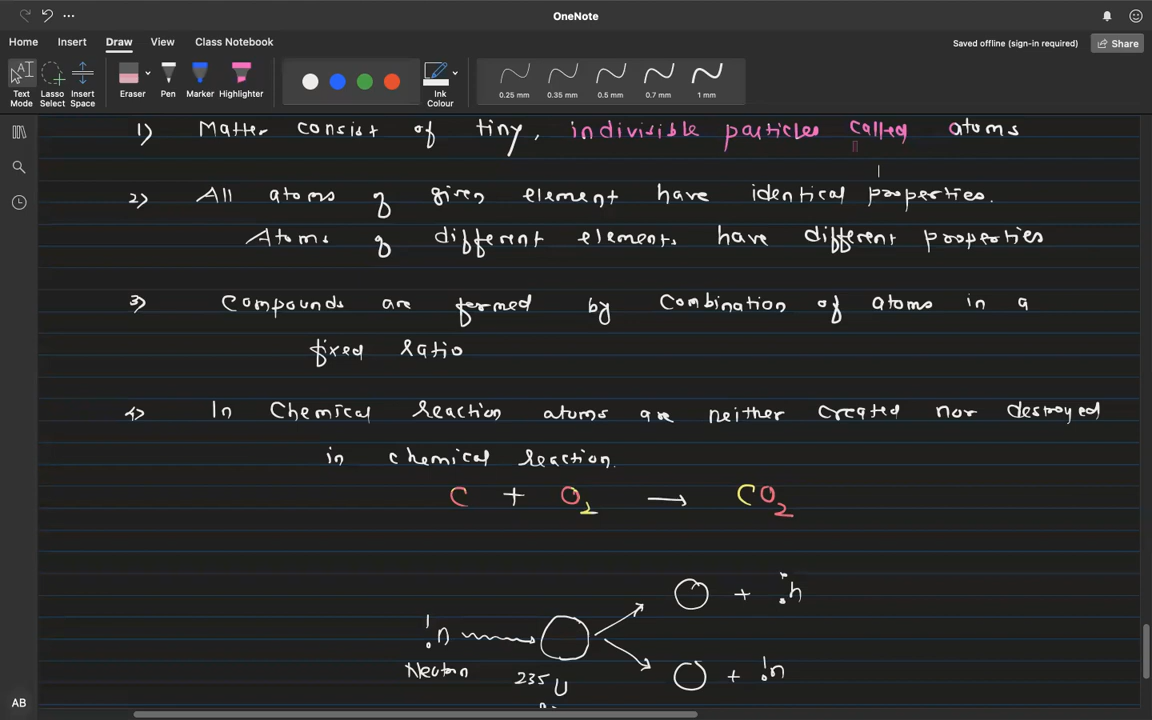 OneNote
Home Insert Draw View Class Notebook
Saved offline (sign-in required) Share
Text Mode Lasso Select Insert Space Eraser Pen Marker Highlighter Ink Colour 0.25 mm 0.35 mm 0.5 mm 0.7 mm 1 mm
1) Matter consist of tiny, indivisible particles called atoms
2) All atoms of given element have identical properties.
Atoms of different elements have different properties
3) Compounds are formed by combination of atoms in a
fixed ratio
4) In Chemical reaction atoms are neither created nor destroyed
in chemical reaction.
C + O2 → CO2
+ n
n
Neutron
235 U
+ n
AB